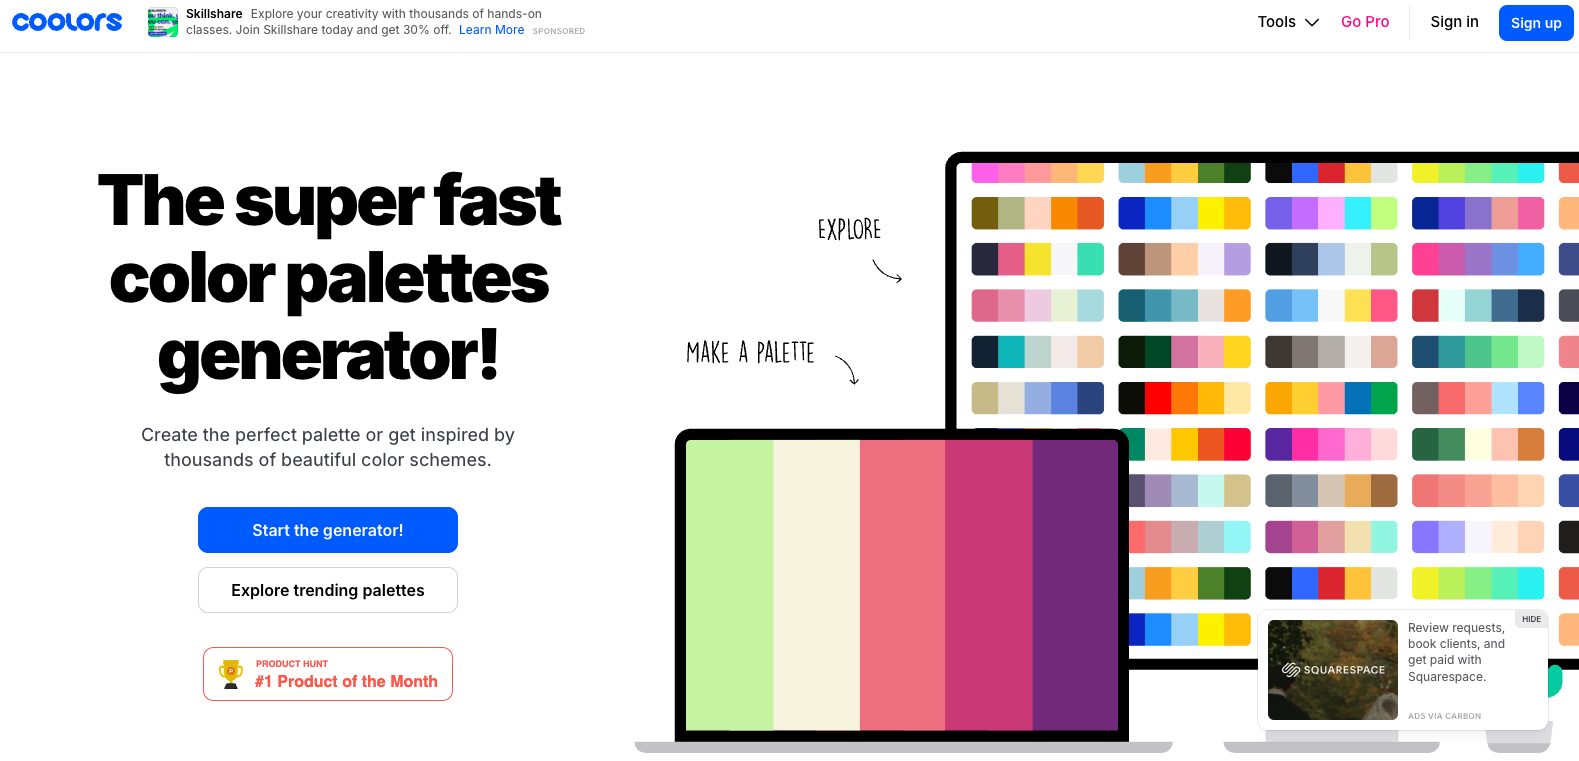 coolors
Skillshare Explore your creativity with thousands of hands-on
classes. Join Skillshare today and get 30% off. Learn More SPONSORED
Tools
Go Pro
Sign in
Sign up
The super fast
color palettes
generator!
Create the perfect palette or get inspired by
thousands of beautiful color schemes.
Start the generator!
Explore trending palettes
PRODUCT HUNT
#1 Product of the Month
EXPLORE
MAKE A PALETTE
HIDE
SQUARESPACE
Review requests,
book clients, and
get paid with
Squarespace.
ADS VIA CARBON